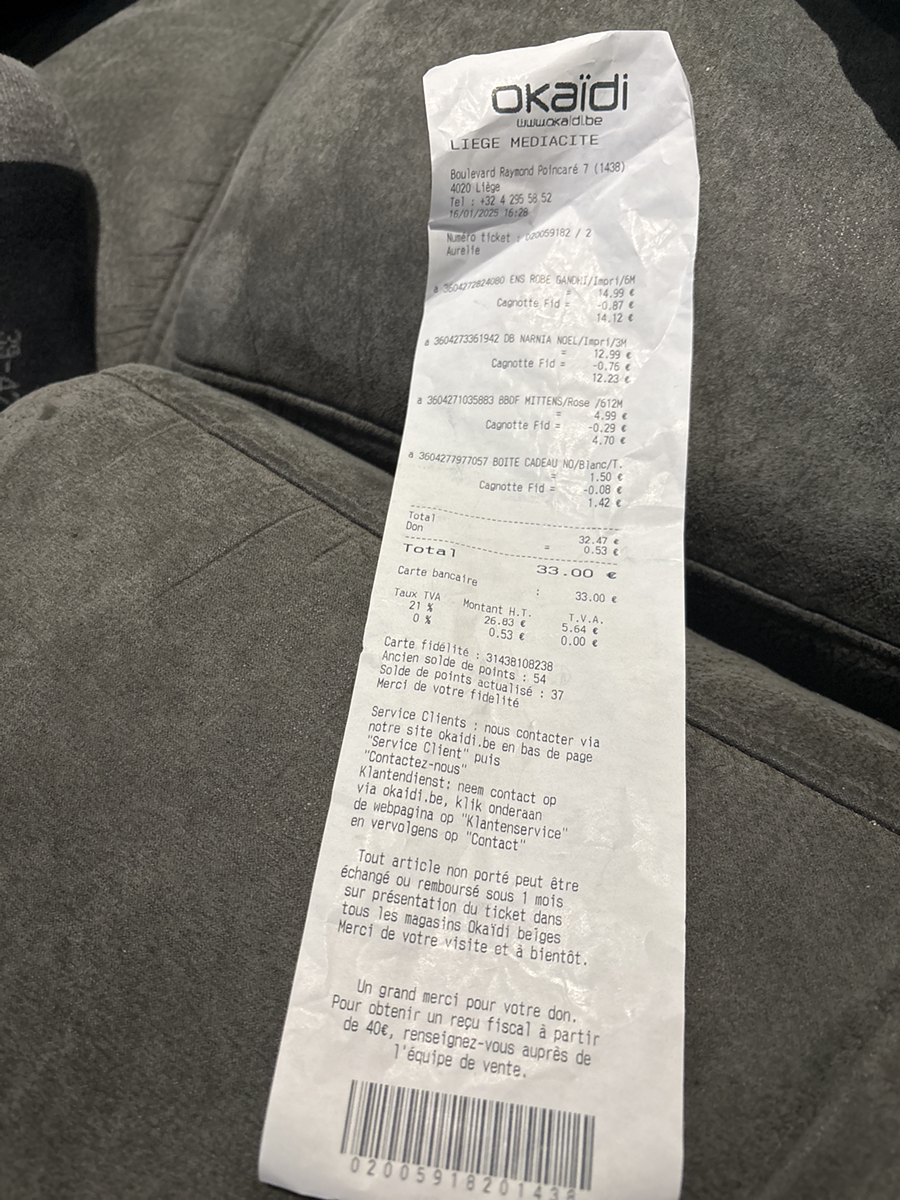 okaïdi
www.okaidi.be
LIEGE MEDIACITE
Boulevard Raymond Poincaré 7 (1438)
4020 Liège
Tel : +32 4 295 58 52
16/01/2025 16:28
Numéro ticket : 020059182 / 2
Aurelie
a 3604272824080 ENS ROBE GANDHI/Impri/6M
= 14.99 €
Cagnotte Fid = -0.87 €
14.12 €
a 3604273361942 DB NARNIA NOEL/Impri/3M
= 12.99 €
Cagnotte Fid = -0.76 €
12.23 €
a 3604271035883 BBDF MITTENS/Rose /612M
= 4.99 €
Cagnotte Fid = -0.29 €
4.70 €
a 3604277977057 BOITE CADEAU NO/Blanc/T.
= 1.50 €
Cagnotte Fid = -0.08 €
1.42 €
Total 32.47 €
Don = 0.53 €
Total 33.00 €
Carte bancaire : 33.00 €
Taux TVA Montant H.T. T.V.A.
21 % 26.83 € 5.64 €
0 % 0.53 € 0.00 €
Carte fidélité : 31438108238
Ancien solde de points : 54
Solde de points actualisé : 37
Merci de votre fidelité
Service Clients : nous contacter via
notre site okaidi.be en bas de page
"Service Client" puis
"Contactez-nous"
Klantendienst: neem contact op
via okaidi.be, klik onderaan
de webpagina op "Klantenservice"
en vervolgens op "Contact"
Tout article non porté peut être
échangé ou remboursé sous 1 mois
sur présentation du ticket dans
tous les magasins Okaïdi belges
Merci de votre visite et à bientôt.
Un grand merci pour votre don.
Pour obtenir un reçu fiscal à partir
de 40€, renseignez-vous auprès de
l'équipe de vente.
02005918201438